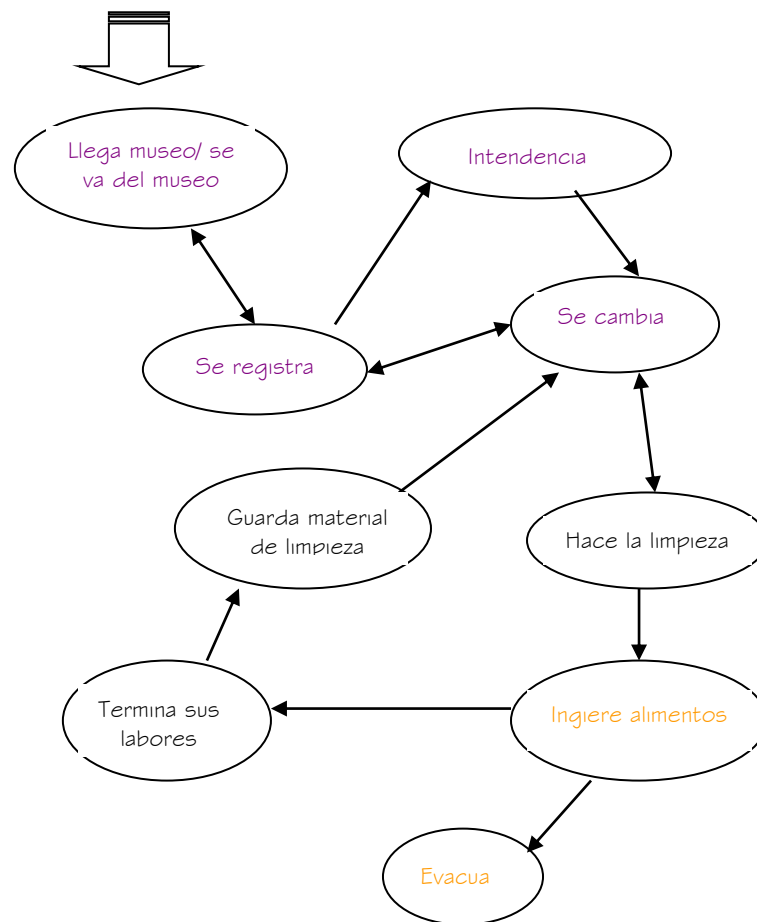 Llega museo/ se
va del museo
Intendencia
Se cambia
Se registra
Guarda material
de limpieza
Hace la limpieza
Termina sus
labores
Ingiere alimentos
Evacua